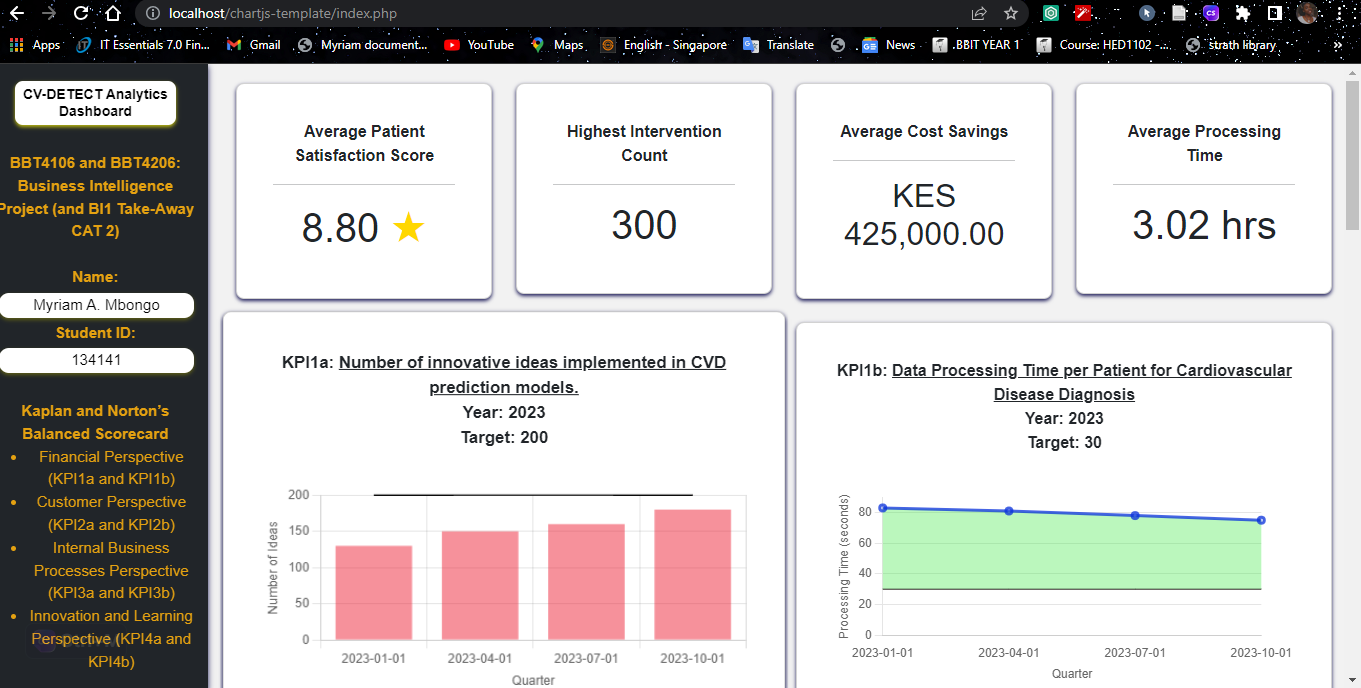 localhost/chartjs-template/index.php
Apps IT Essentials 7.0 Fin... Gmail Myriam document... YouTube Maps English - Singapore Translate News .BBIT YEAR 1 Course: HED1102 -... strath library »
CV-DETECT Analytics
Dashboard
BBT4106 and BBT4206:
Business Intelligence
Project (and BI1 Take-Away
CAT 2)
Name:
Myriam A. Mbongo
Student ID:
134141
Kaplan and Norton's
Balanced Scorecard
• Financial Perspective
(KPI1a and KPI1b)
• Customer Perspective
(KPI2a and KPI2b)
• Internal Business
Processes Perspective
(KPI3a and KPI3b)
• Innovation and Learning
Perspective (KPI4a and
KPI4b)
Average Patient
Satisfaction Score
8.80
Highest Intervention
Count
300
Average Cost Savings
KES
425,000.00
Average Processing
Time
3.02 hrs
KPI1a: Number of innovative ideas implemented in CVD
prediction models.
Year: 2023
Target: 200
Number of Ideas
200
150
100
50
0
2023-01-01 2023-04-01 2023-07-01 2023-10-01
Quarter
KPI1b: Data Processing Time per Patient for Cardiovascular
Disease Diagnosis
Year: 2023
Target: 30
Processing Time (seconds)
80
60
40
20
0
2023-01-01 2023-04-01 2023-07-01 2023-10-01
Quarter